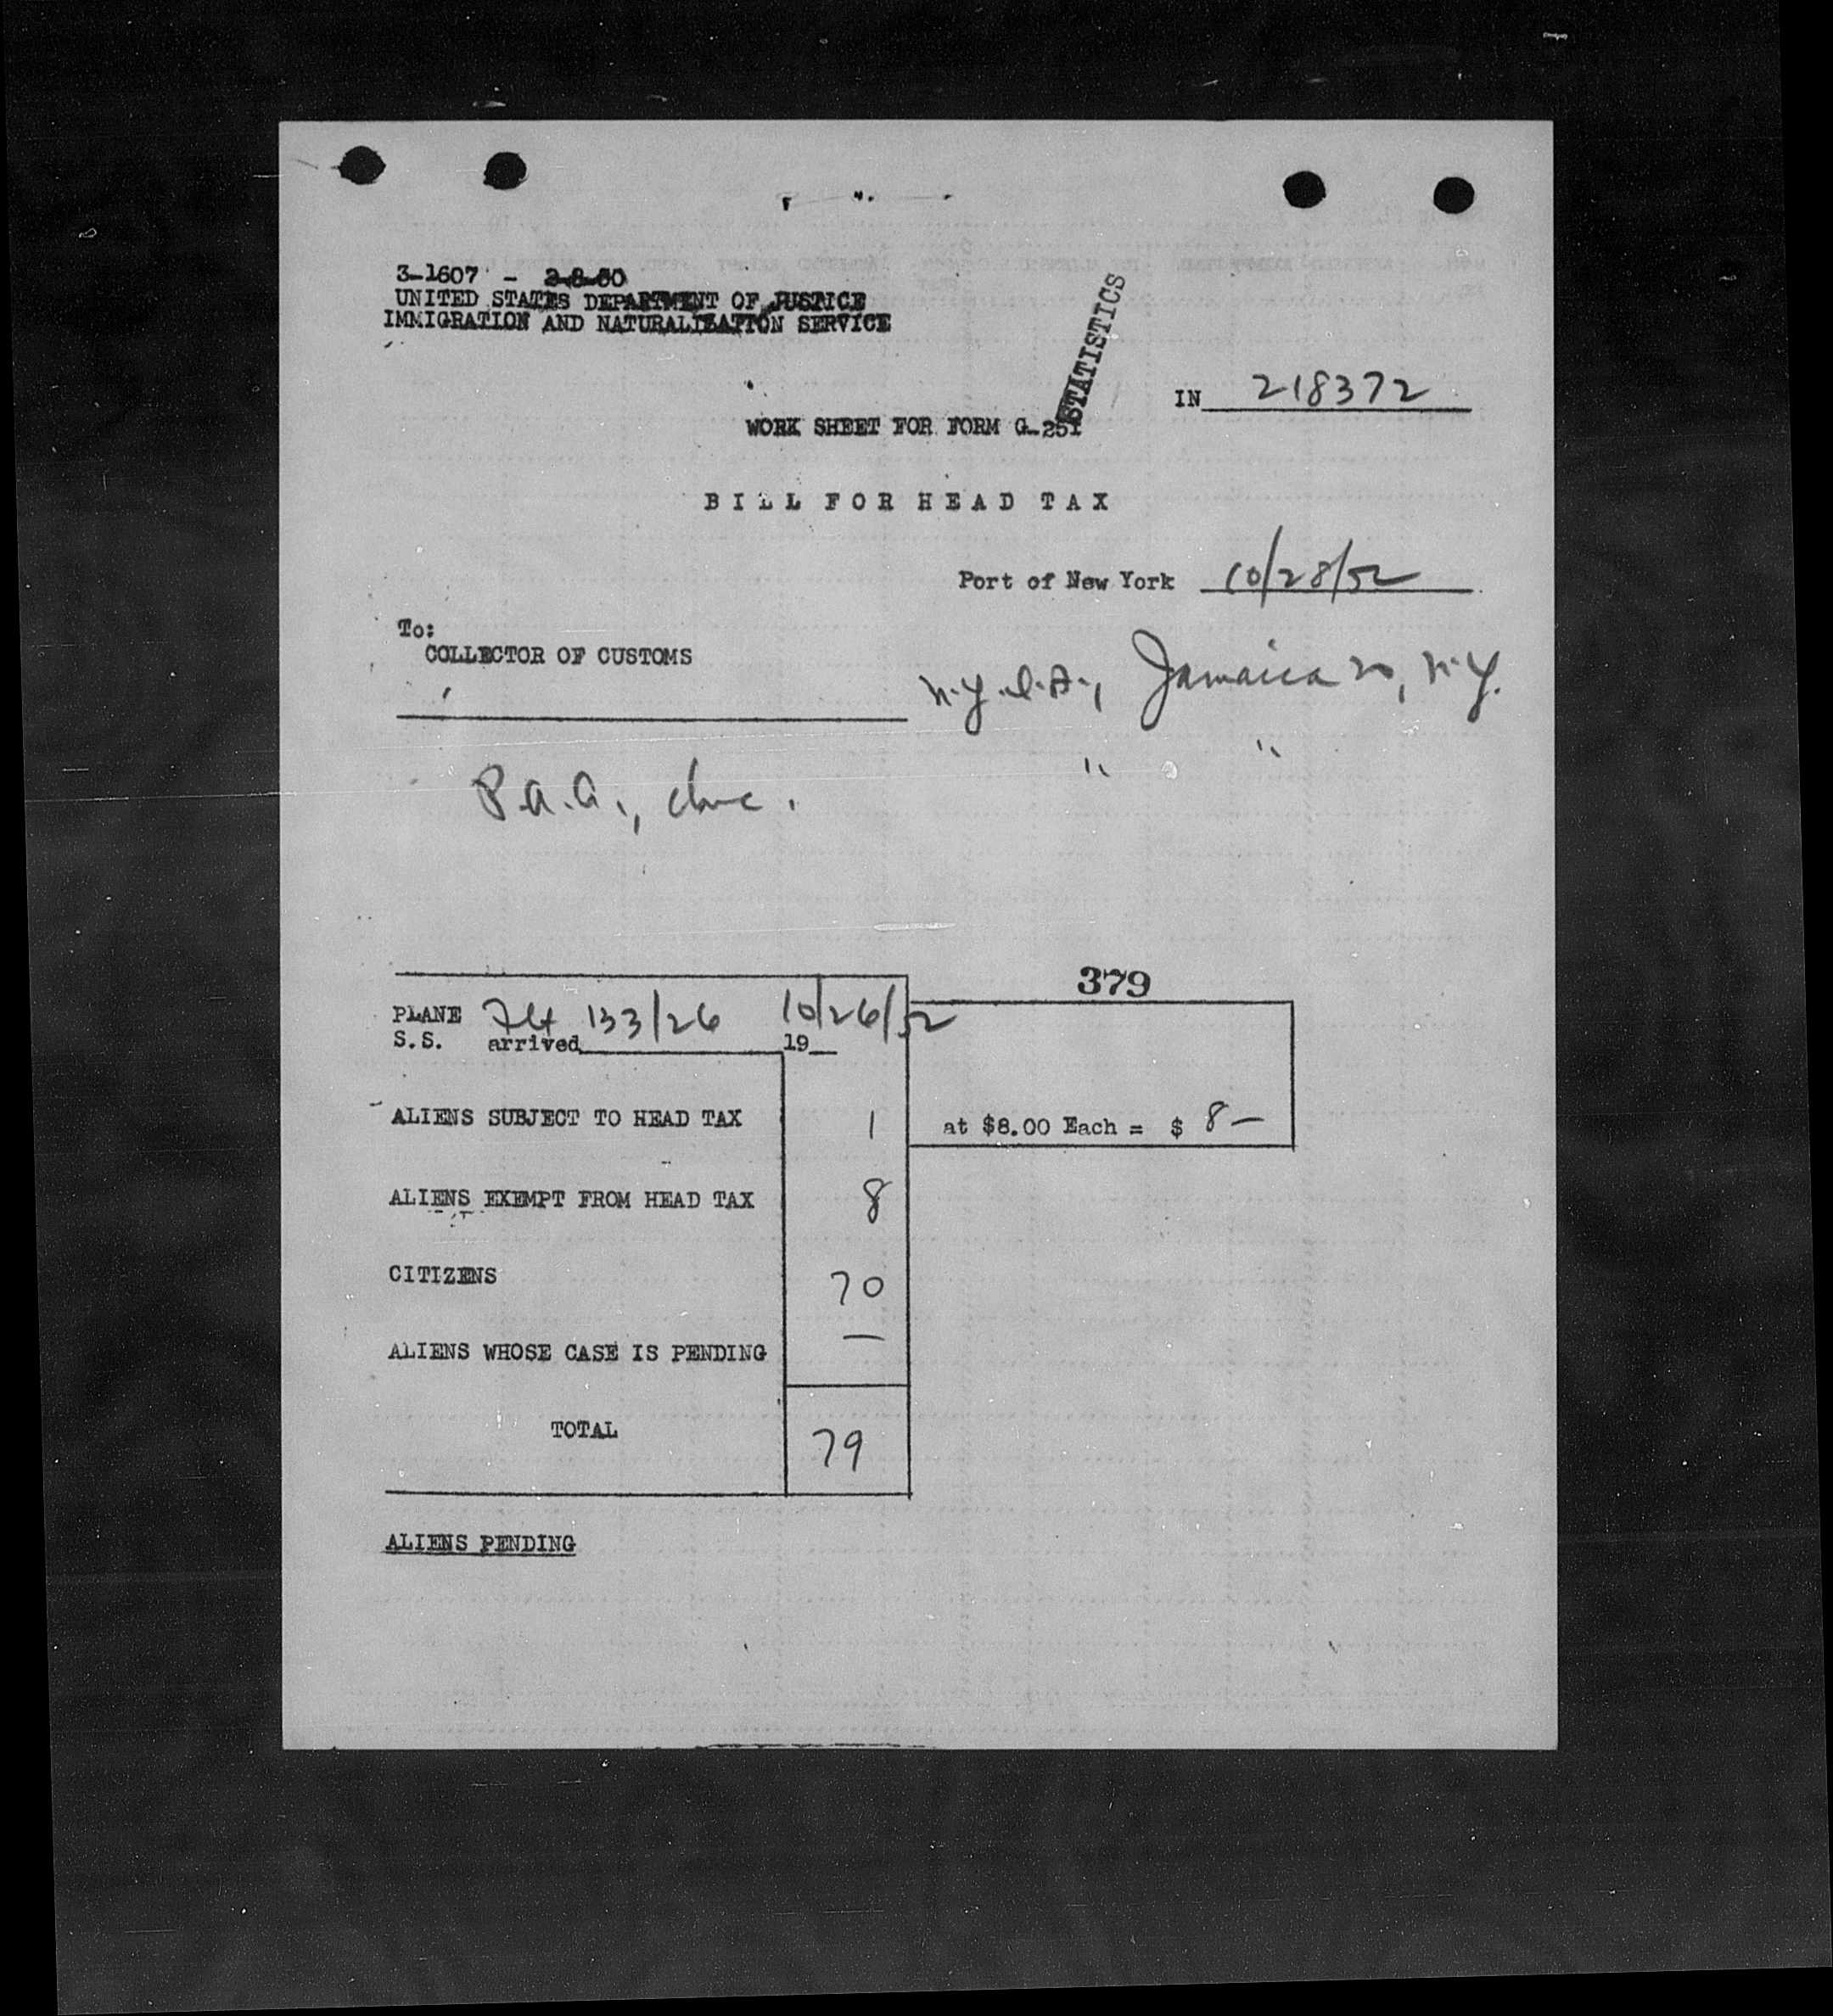 3-1607 - 2-8-50
UNITED STATES DEPARTMENT OF JUSTICE
IMMIGRATION AND NATURALIZATION SERVICE
STATISTICS
IN 218372
WORK SHEET FOR FORM G-251
BILL FOR HEAD TAX
Port of New York 10/28/52
To:
COLLECTOR OF CUSTOMS
N.Y.I.A., Jamaica 20, N.Y.
" "
P.A.A., Inc.
379
PLANE Flt 133/26 10/26/52
S.S. arrived 19
ALIENS SUBJECT TO HEAD TAX 1 at $8.00 Each = $ 8—
ALIENS EXEMPT FROM HEAD TAX 8
CITIZENS 70
ALIENS WHOSE CASE IS PENDING —
TOTAL 79
ALIENS PENDING